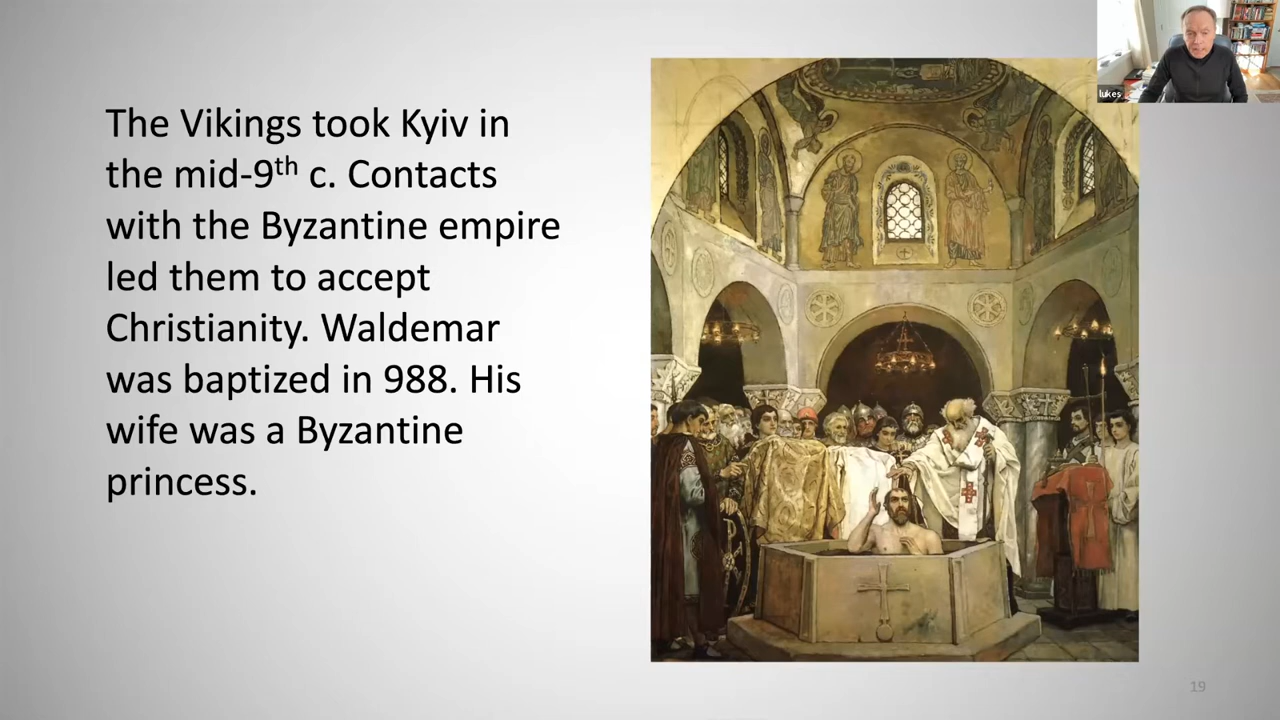 The Vikings took Kyiv in
the mid-9th c. Contacts
with the Byzantine empire
led them to accept
Christianity. Waldemar
was baptized in 988. His
wife was a Byzantine
princess.
lukes
19